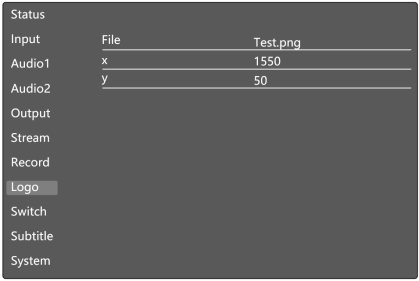 Status
Input
Audio1
Audio2
Output
Stream
Record
Logo
Switch
Subtitle
System
File Test.png
x 1550
y 50